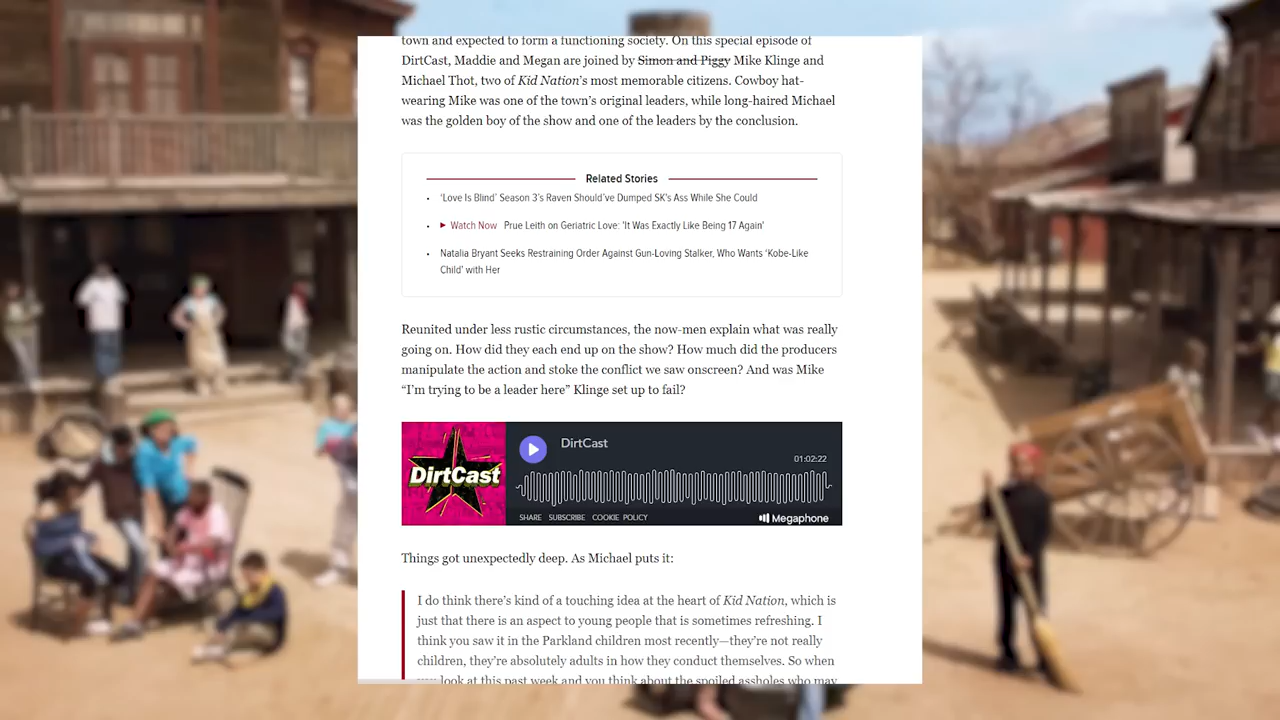 town and expected to form a functioning society. On this special episode of
DirtCast, Maddie and Megan are joined by Simon and Piggy Mike Klinge and
Michael Thot, two of Kid Nation's most memorable citizens. Cowboy hat-
wearing Mike was one of the town's original leaders, while long-haired Michael
was the golden boy of the show and one of the leaders by the conclusion.
Related Stories
• 'Love Is Blind' Season 3's Raven Should've Dumped SK's Ass While She Could
• ▶ Watch Now Prue Leith on Geriatric Love: 'It Was Exactly Like Being 17 Again'
• Natalia Bryant Seeks Restraining Order Against Gun-Loving Stalker, Who Wants 'Kobe-Like
Child' with Her
Reunited under less rustic circumstances, the now-men explain what was really
going on. How did they each end up on the show? How much did the producers
manipulate the action and stoke the conflict we saw onscreen? And was Mike
“I'm trying to be a leader here” Klinge set up to fail?
DirtCast
DirtCast
01:02:22
SHARE SUBSCRIBE COOKIE POLICY
Megaphone
Things got unexpectedly deep. As Michael puts it:
I do think there's kind of a touching idea at the heart of Kid Nation, which is
just that there is an aspect to young people that is sometimes refreshing. I
think you saw it in the Parkland children most recently—they're not really
children, they're absolutely adults in how they conduct themselves. So when
you look at this past week and you think about the spoiled assholes who may